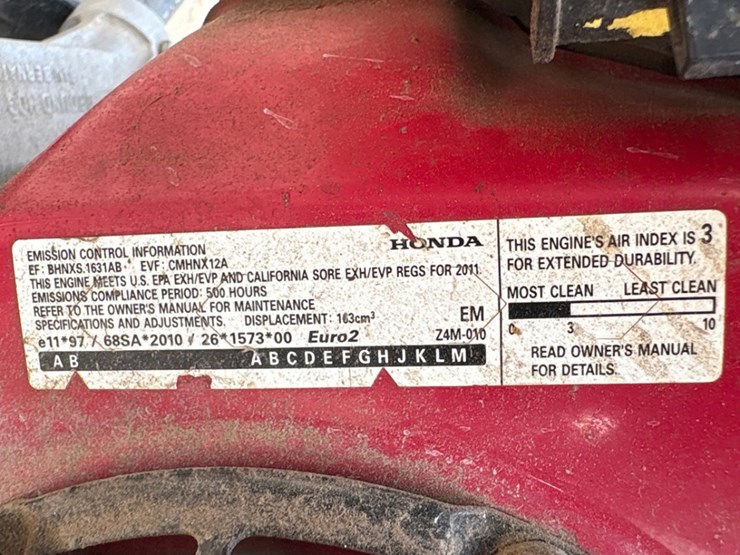 EMISSION CONTROL INFORMATION
EF: BHNXS.1631AB EVF: CMHNX12A
THIS ENGINE MEETS U.S. EPA EXH/EVP AND CALIFORNIA SORE EXH/EVP REGS FOR 2011
EMISSIONS COMPLIANCE PERIOD: 500 HOURS
REFER TO THE OWNER'S MANUAL FOR MAINTENANCE
SPECIFICATIONS AND ADJUSTMENTS. DISPLACEMENT: 163cm³
e11*97 / 68SA*2010 / 26*1573*00 Euro2
HONDA
EM
Z4M-010
A B A B C D E F G H J K L M
THIS ENGINE'S AIR INDEX IS 3
FOR EXTENDED DURABILITY.
MOST CLEAN LEAST CLEAN
0 3 10
READ OWNER'S MANUAL
FOR DETAILS.